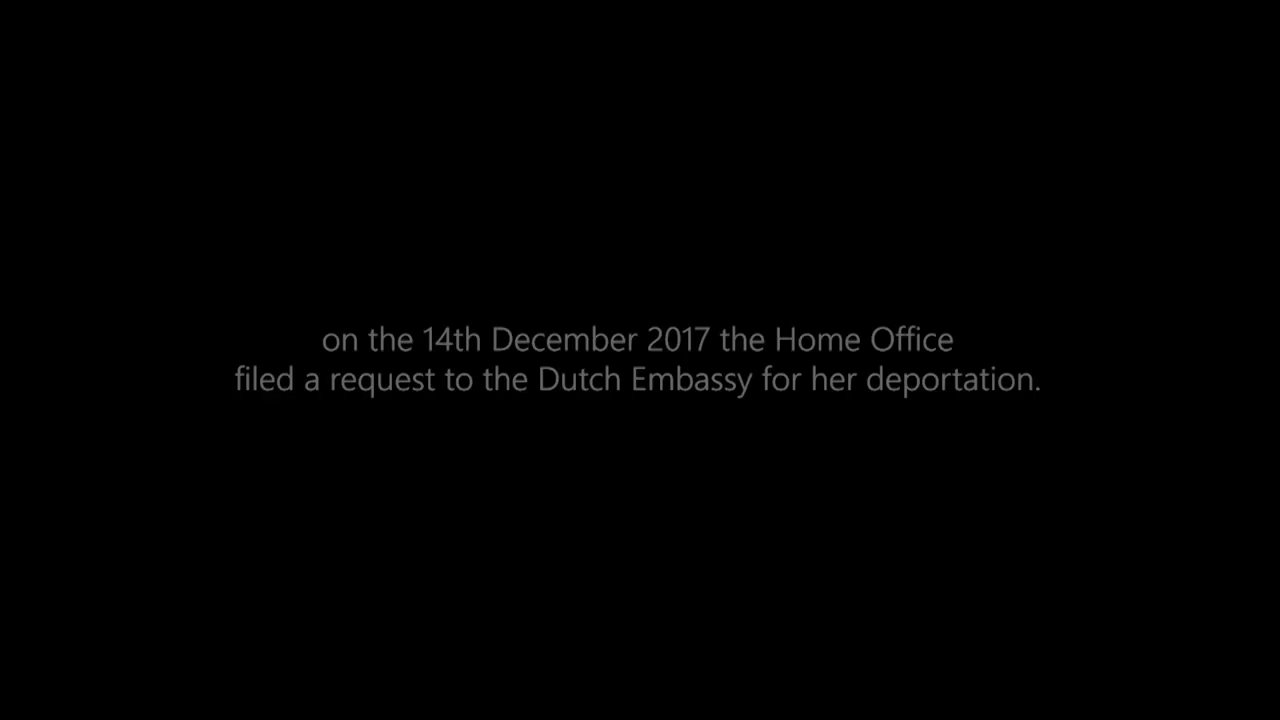 on the 14th December 2017 the Home Office
filed a request to the Dutch Embassy for her deportation.